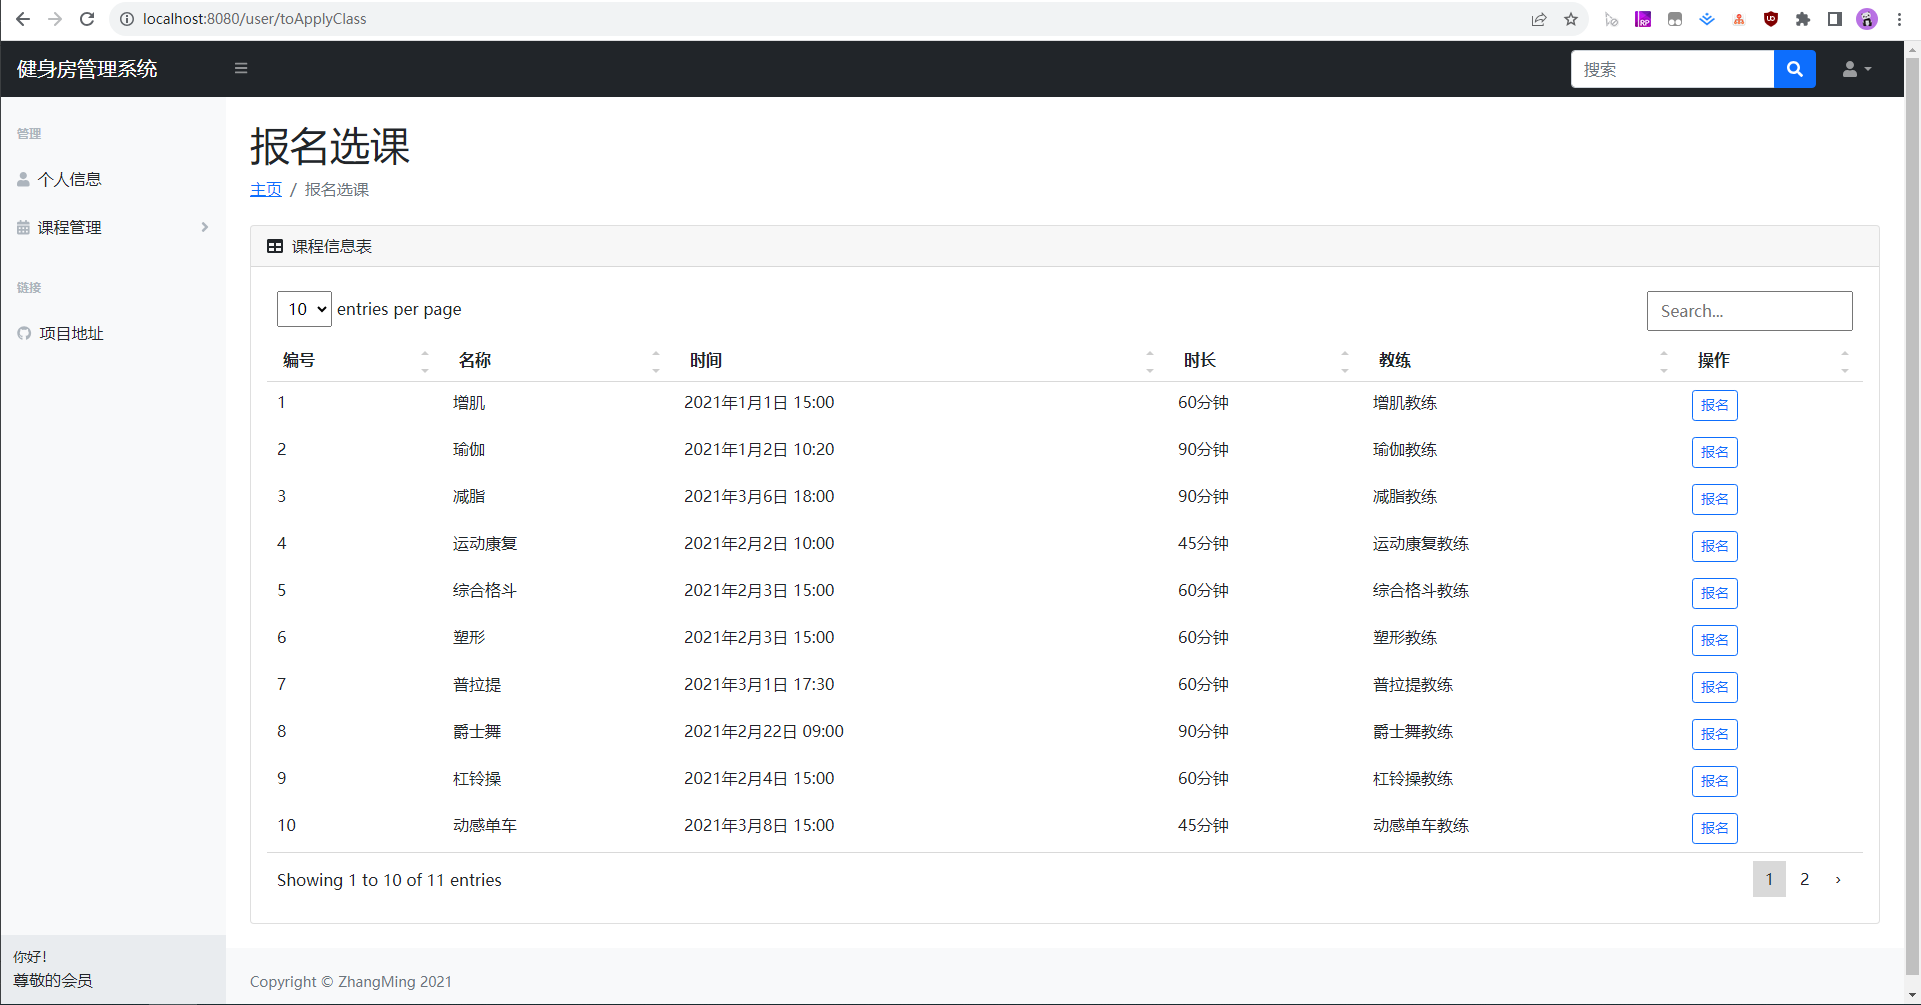 localhost:8080/user/toApplyClass
健身房管理系统
搜索
管理
个人信息
课程管理
链接
项目地址
你好！
尊敬的会员
报名选课
主页 / 报名选课
课程信息表
10 entries per page
Search...
编号 名称 时间 时长 教练 操作
1 增肌 2021年1月1日 15:00 60分钟 增肌教练 报名
2 瑜伽 2021年1月2日 10:20 90分钟 瑜伽教练 报名
3 减脂 2021年3月6日 18:00 90分钟 减脂教练 报名
4 运动康复 2021年2月2日 10:00 45分钟 运动康复教练 报名
5 综合格斗 2021年2月3日 15:00 60分钟 综合格斗教练 报名
6 塑形 2021年2月3日 15:00 60分钟 塑形教练 报名
7 普拉提 2021年3月1日 17:30 60分钟 普拉提教练 报名
8 爵士舞 2021年2月22日 09:00 90分钟 爵士舞教练 报名
9 杠铃操 2021年2月4日 15:00 60分钟 杠铃操教练 报名
10 动感单车 2021年3月8日 15:00 45分钟 动感单车教练 报名
Showing 1 to 10 of 11 entries
1 2 ›
Copyright © ZhangMing 2021